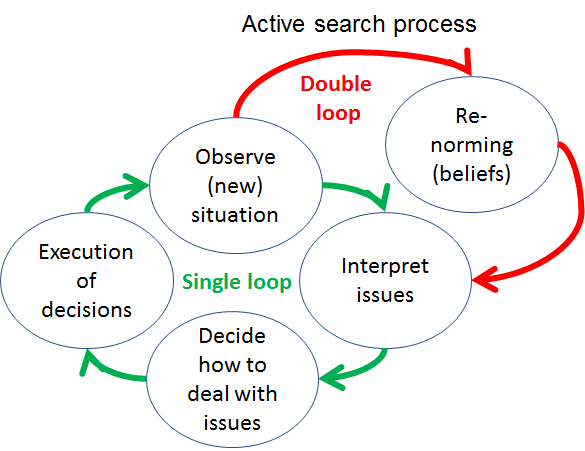 Active search process
Double
loop
Re-
norming
(beliefs)
Observe
(new)
situation
Execution
of
decisions
Single loop
Interpret
issues
Decide
how to
deal with
issues